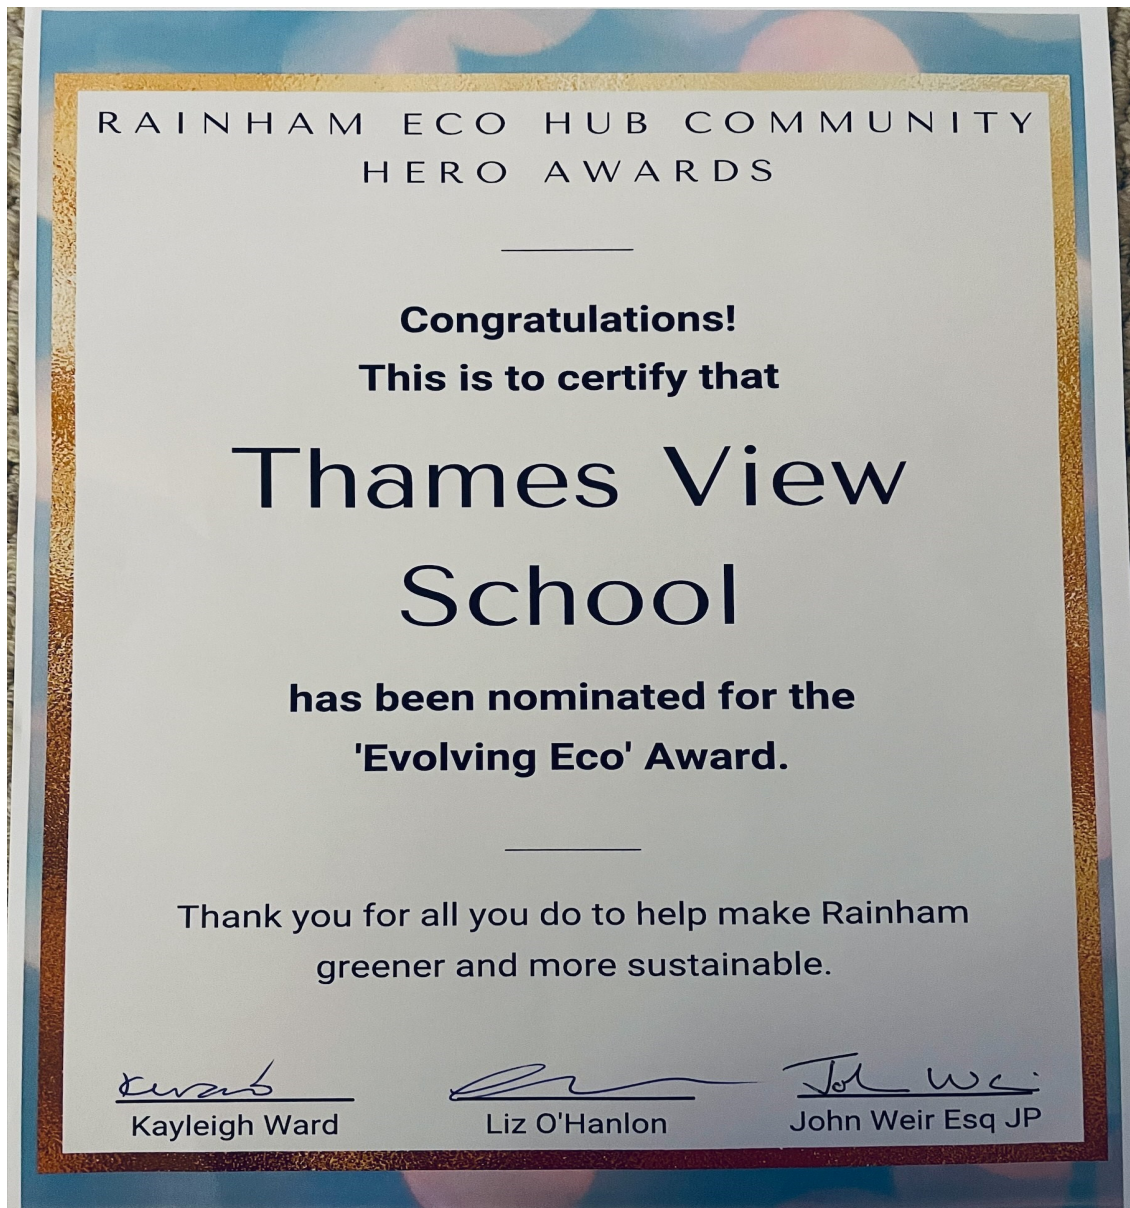 RAINHAM ECO HUB COMMUNITY
HERO AWARDS
Congratulations!
This is to certify that
Thames View
School
has been nominated for the
'Evolving Eco' Award.
Thank you for all you do to help make Rainham
greener and more sustainable.
Kayleigh Ward
Liz O'Hanlon
John Weir Esq JP